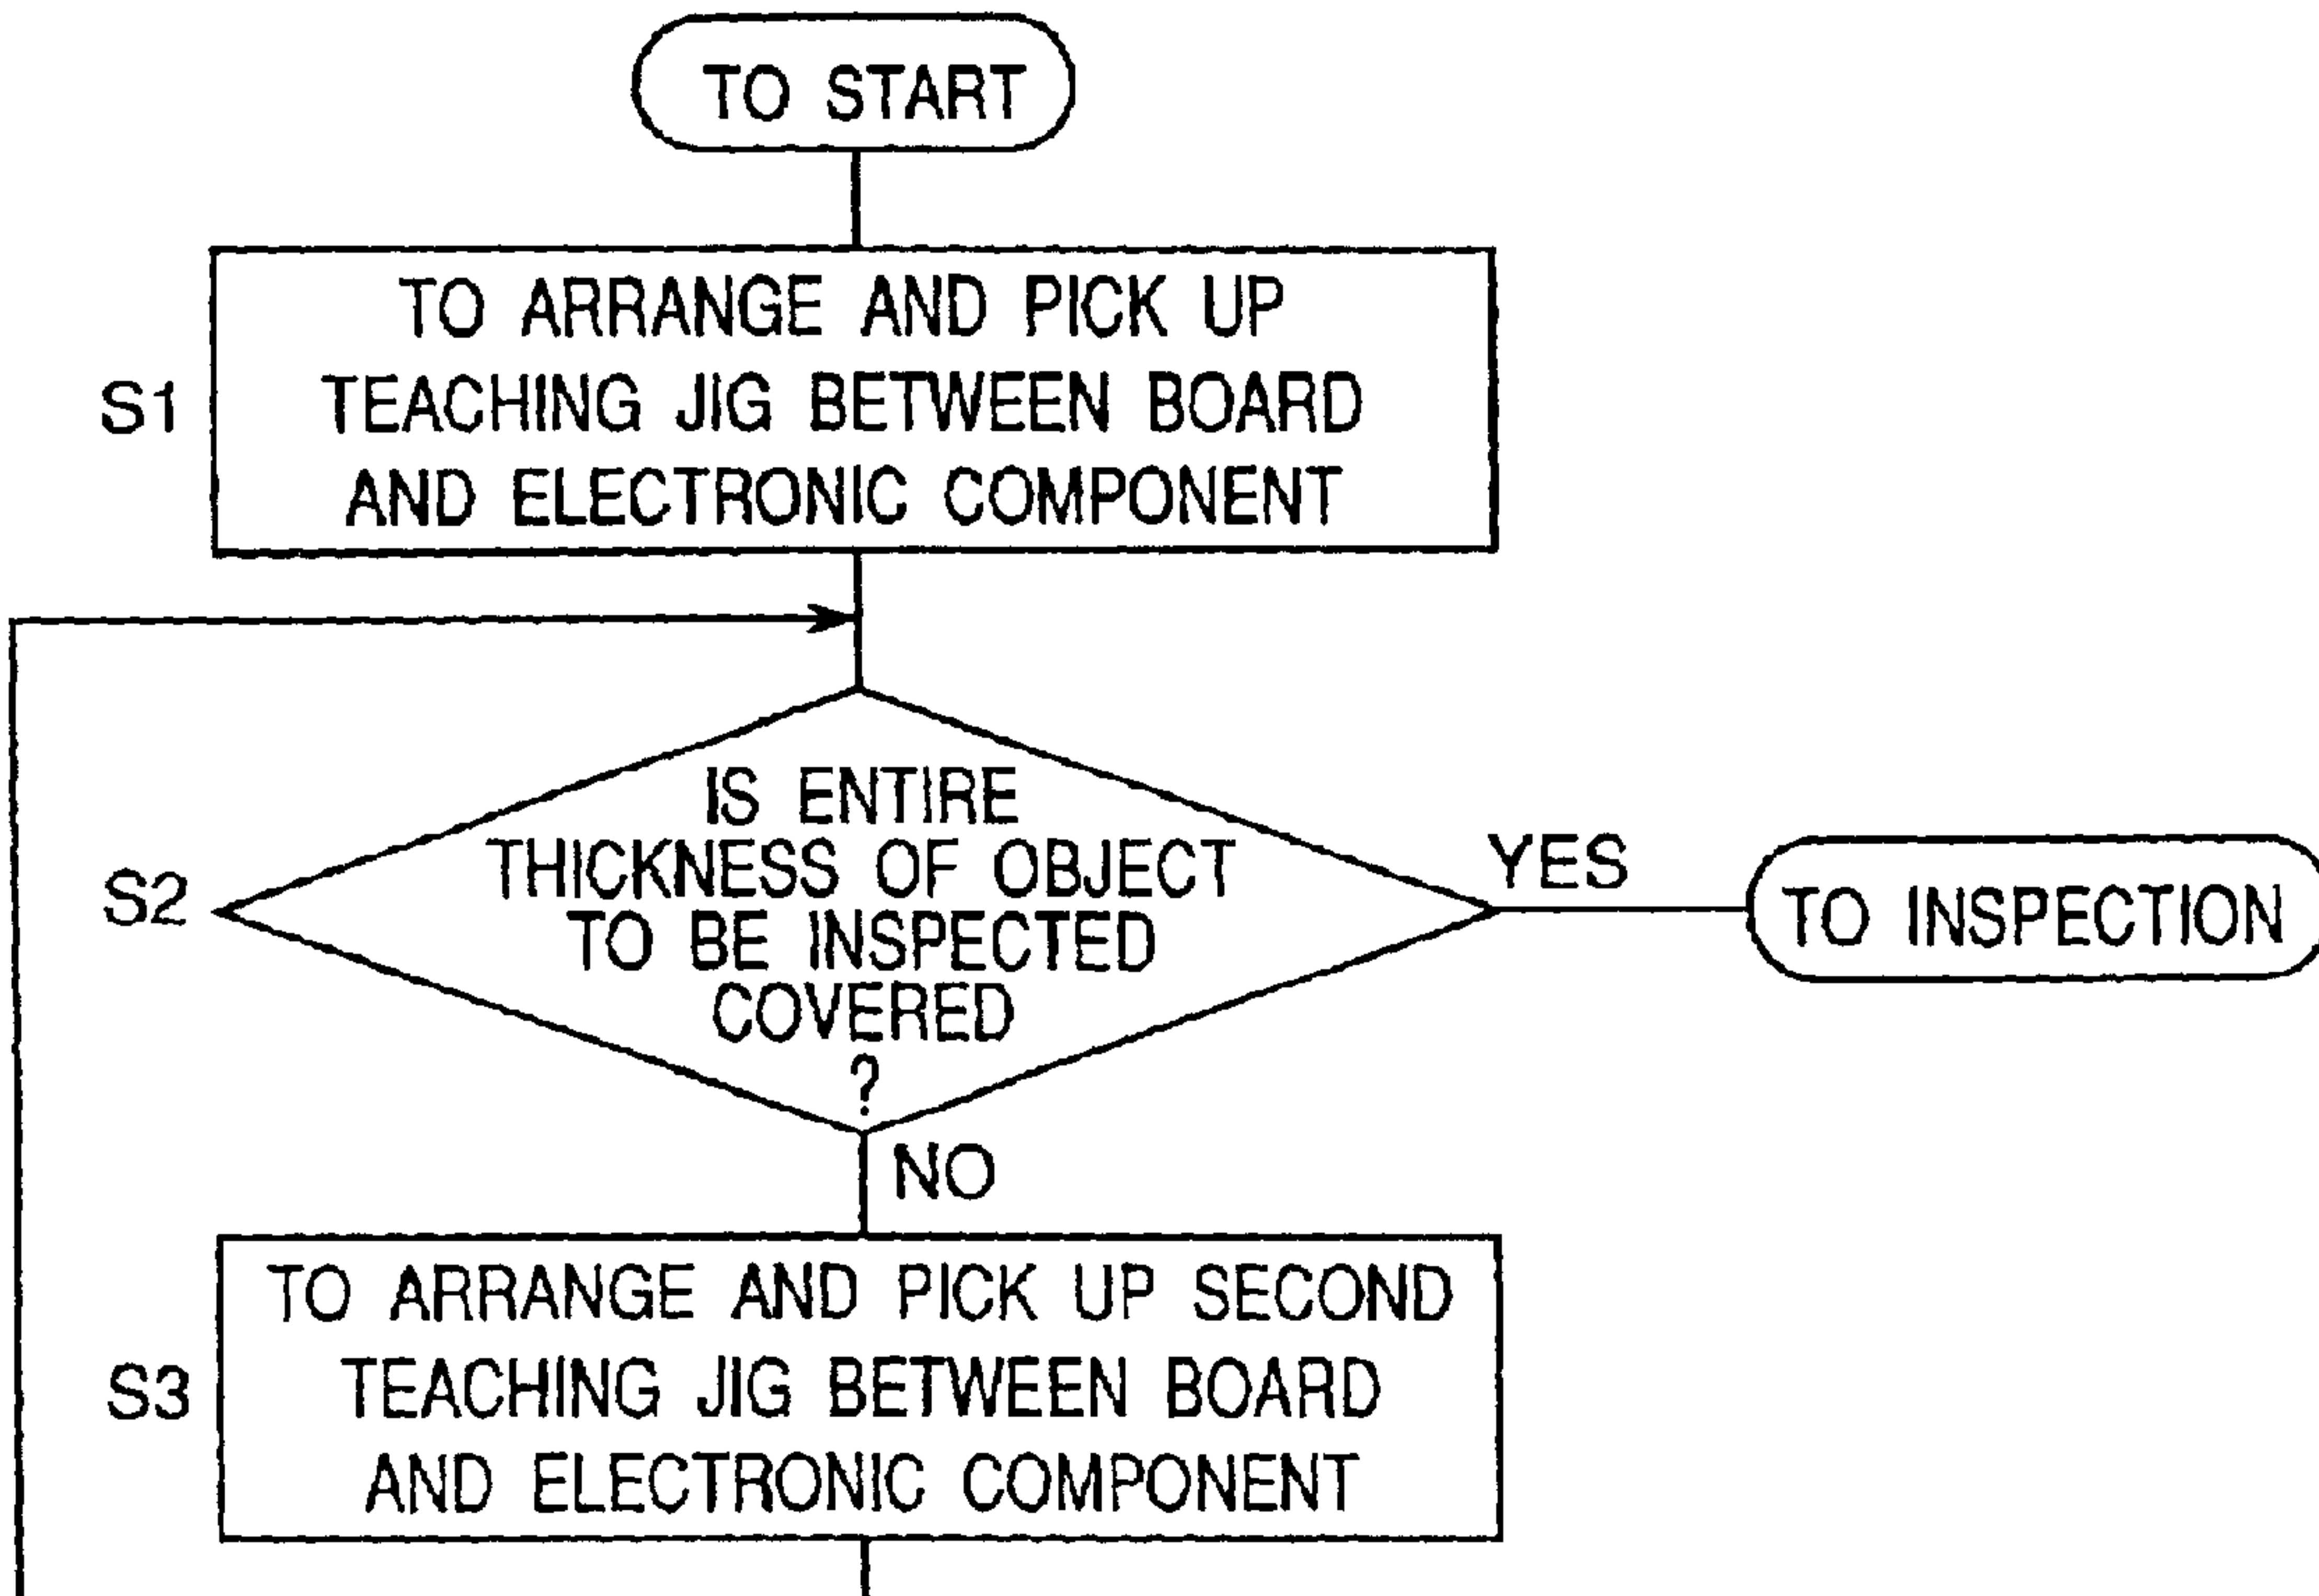 TO START
TO ARRANGE AND PICK UP
S1
TEACHING JIG BETWEEN BOARD
AND ELECTRONIC COMPONENT
IS ENTIRE
THICKNESS OF OBJECT
TO BE INSPECTED
COVERED
?
S2
YES
TO INSPECTION
NO
TO ARRANGE AND PICK UP SECOND
S3
TEACHING JIG BETWEEN BOARD
AND ELECTRONIC COMPONENT